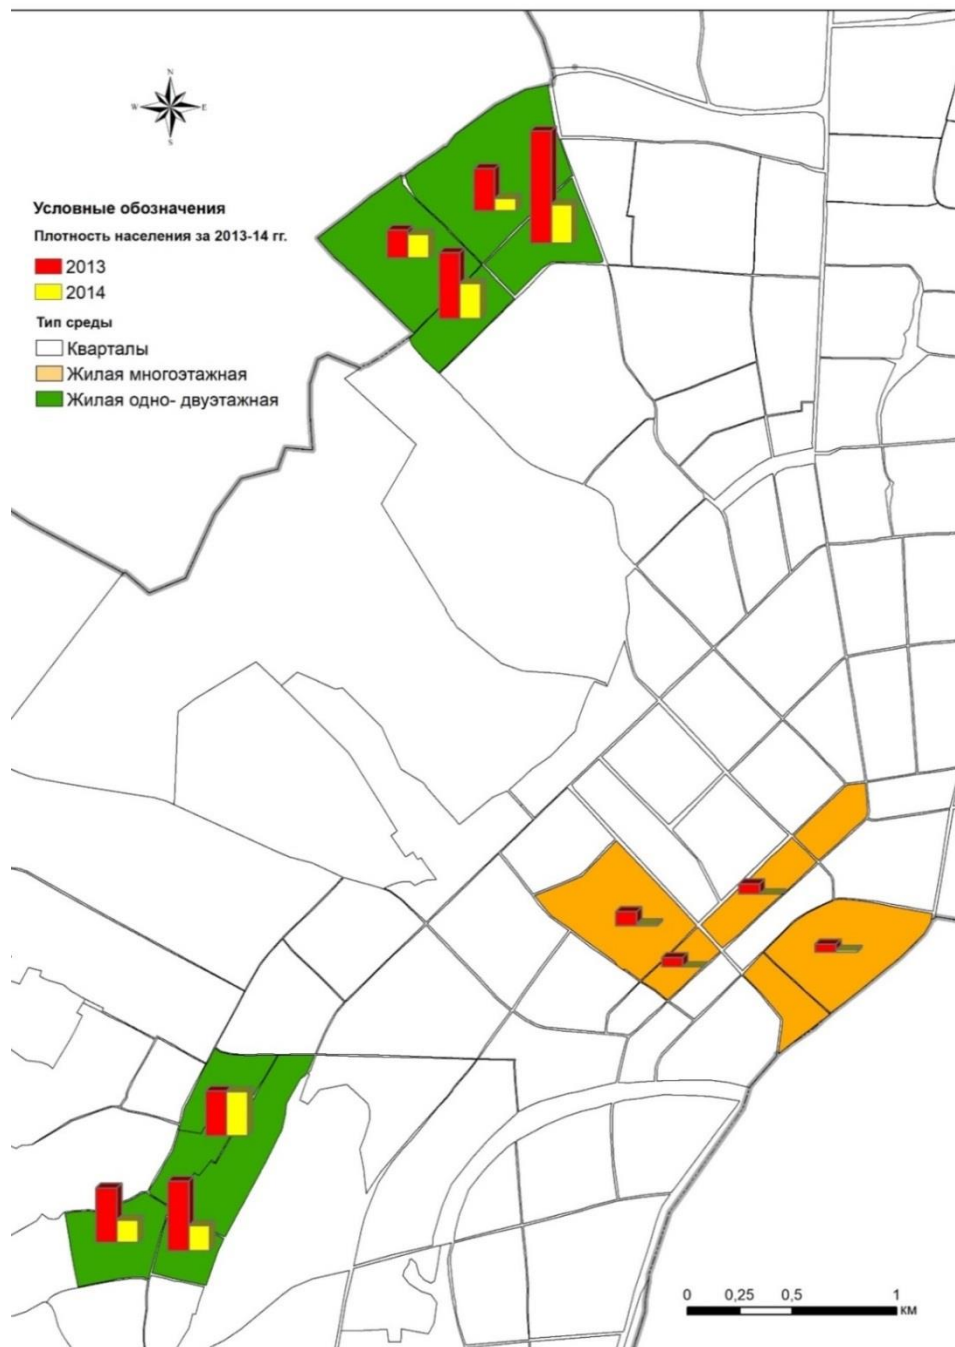 N
W E
S
Условные обозначения
Плотность населения за 2013-14 гг.
2013
2014
Тип среды
Кварталы
Жилая многоэтажная
Жилая одно- двуэтажная
0 0,25 0,5 1
км